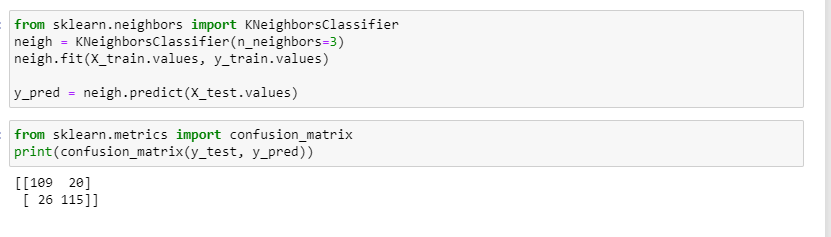 from sklearn.neighbors import KNeighborsClassifier
neigh = KNeighborsClassifier(n_neighbors=3)
neigh.fit(X_train.values, y_train.values)
y_pred = neigh.predict(X_test.values)
from sklearn.metrics import confusion_matrix
print(confusion_matrix(y_test, y_pred))
[[109  20]
 [ 26 115]]